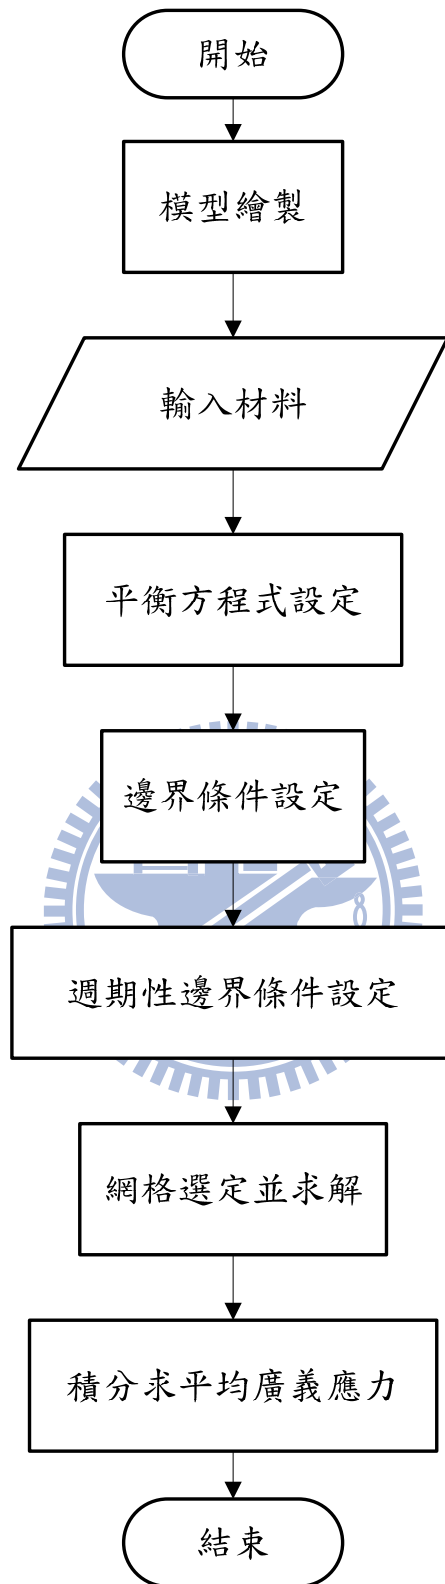 開始
模型繪製
輸入材料
平衡方程式設定
邊界條件設定
週期性邊界條件設定
網格選定並求解
積分求平均廣義應力
結束